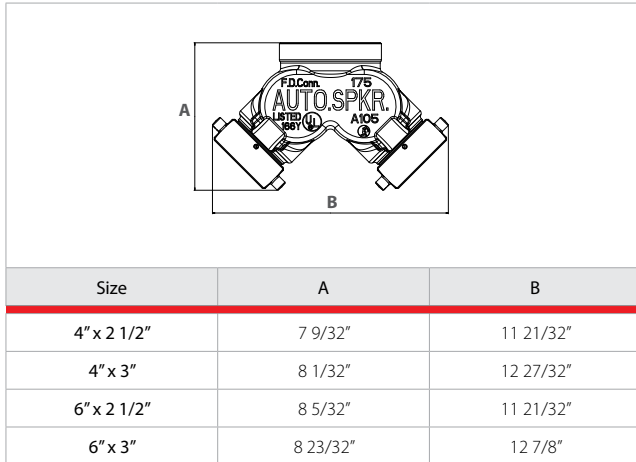 F.D.Conn. 175
AUTO.SPKR.
LISTED UL A105
166Y
A
B
Size A B
4" x 2 1/2" 7 9/32" 11 21/32"
4" x 3" 8 1/32" 12 27/32"
6" x 2 1/2" 8 5/32" 11 21/32"
6" x 3" 8 23/32" 12 7/8"